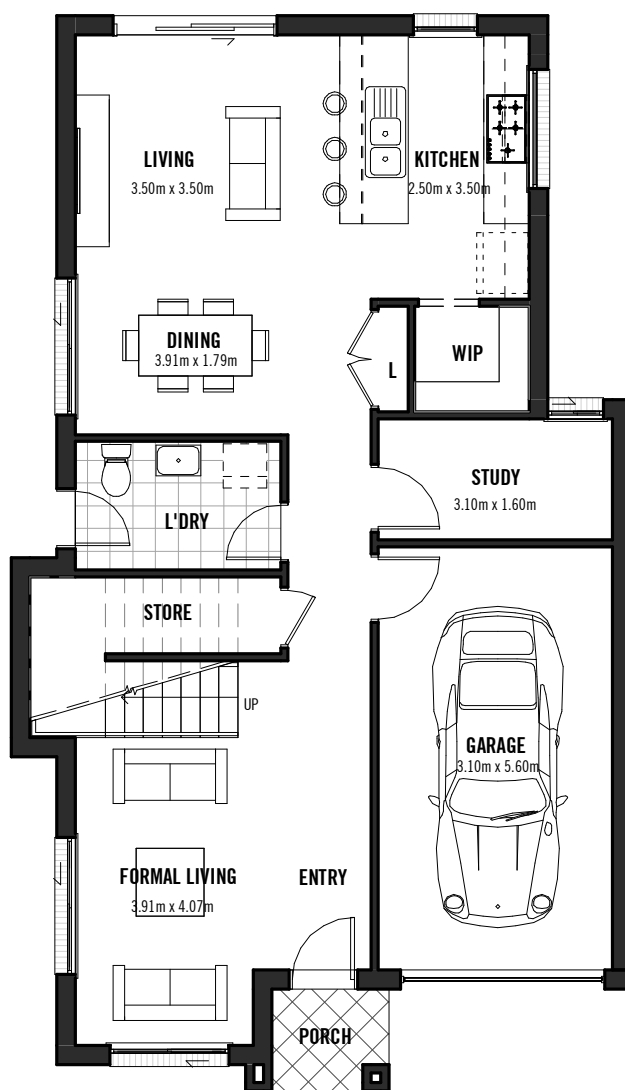 LIVING
3.50m x 3.50m
KITCHEN
2.50m x 3.50m
DINING
3.91m x 1.79m
L
WIP
STUDY
3.10m x 1.60m
L'DRY
STORE
UP
GARAGE
3.10m x 5.60m
FORMAL LIVING
3.91m x 4.07m
ENTRY
PORCH